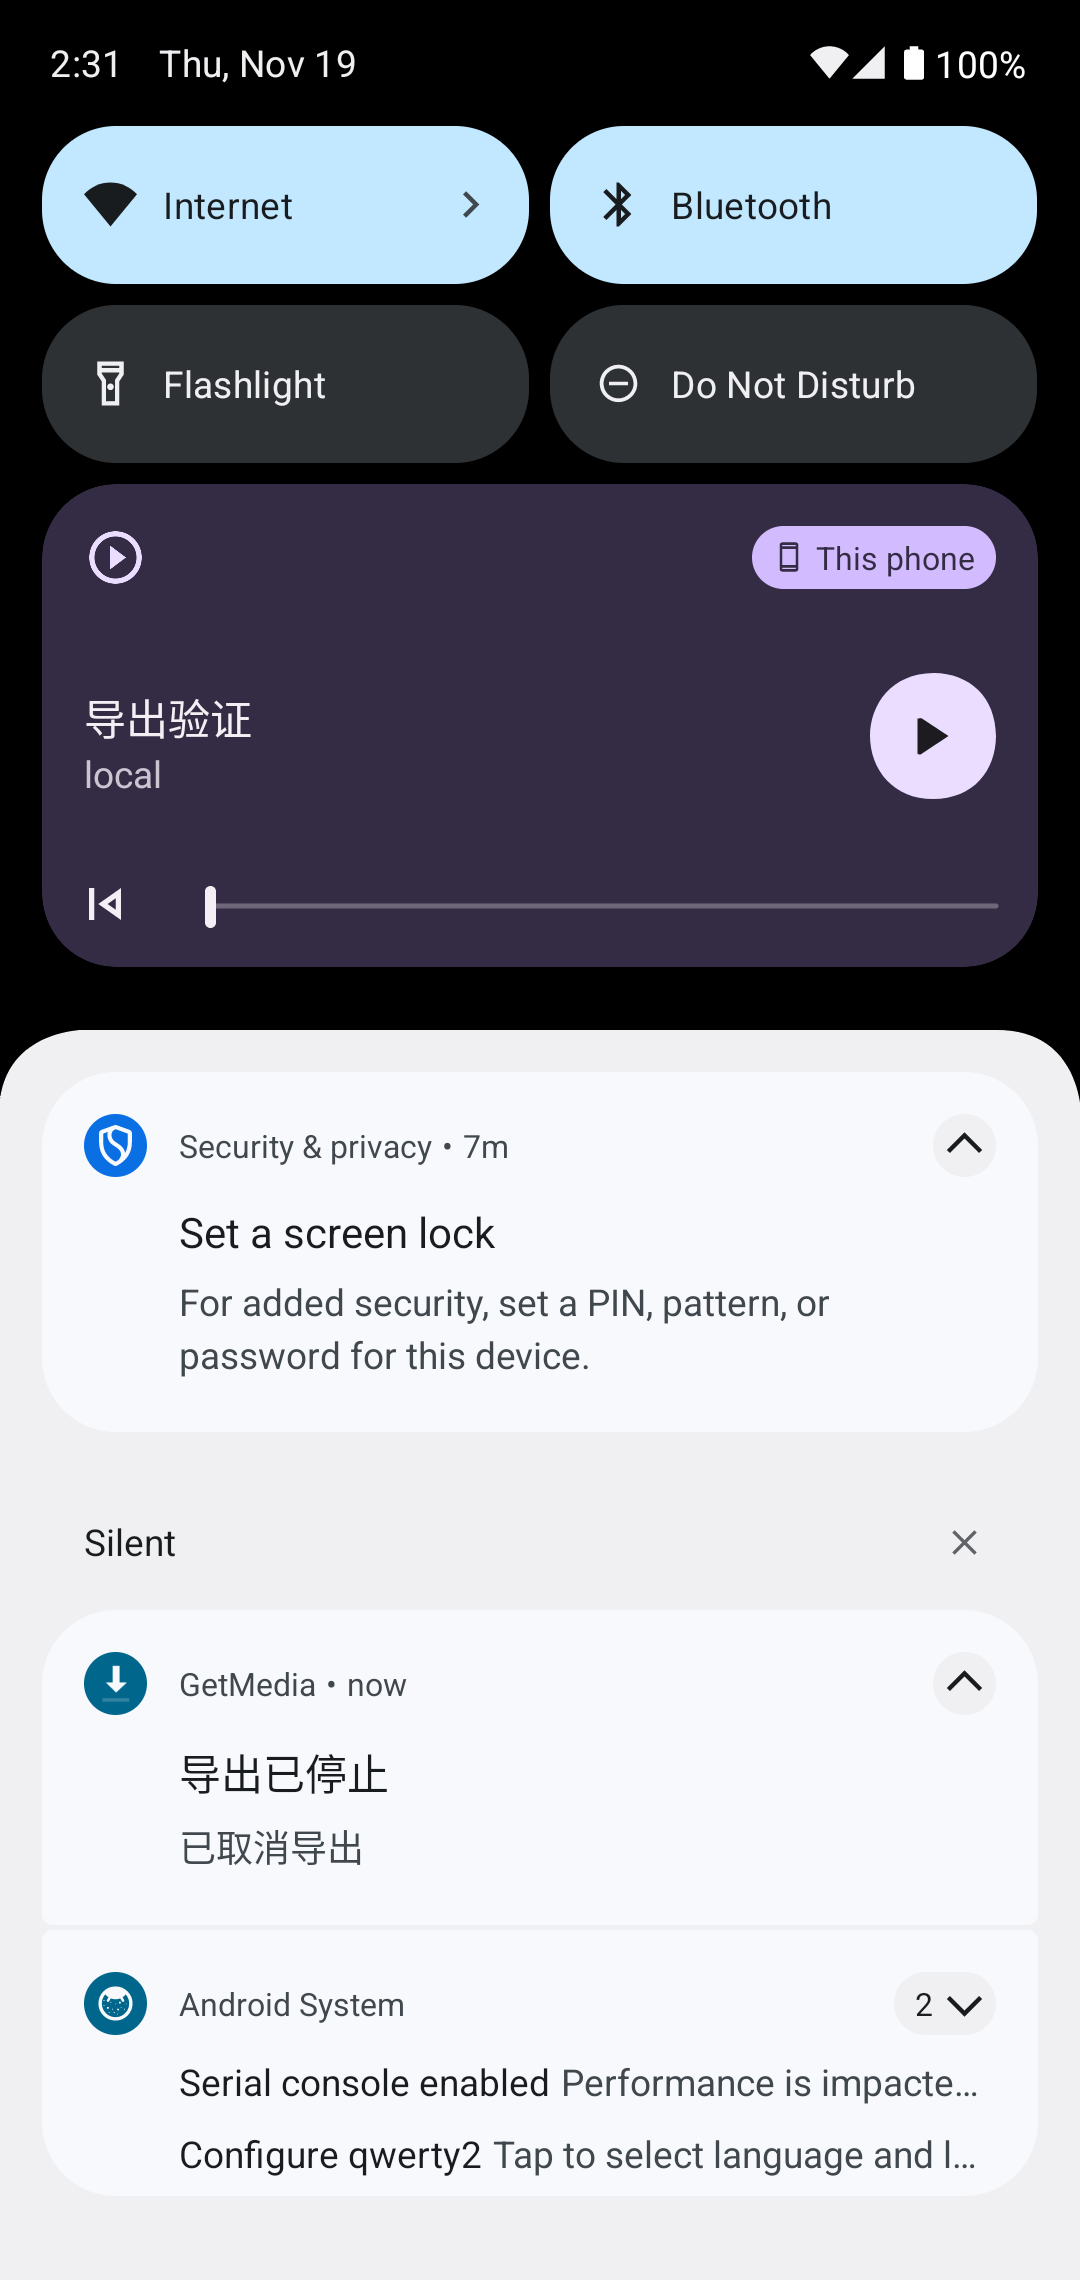 2:31 Thu, Nov 19 100%
Internet Bluetooth
Flashlight Do Not Disturb
This phone
导出验证
local
Security & privacy • 7m
Set a screen lock
For added security, set a PIN, pattern, or
password for this device.
Silent
GetMedia • now
导出已停止
已取消导出
Android System 2
Serial console enabled Performance is impacte…
Configure qwerty2 Tap to select language and l…